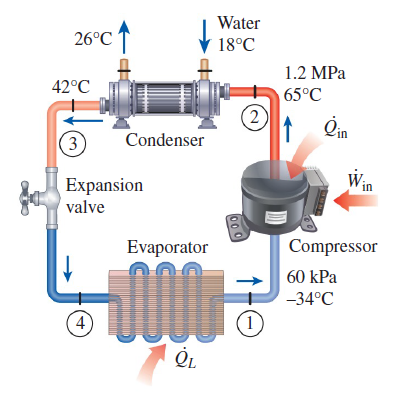 Water
26°C
18°C
42°C
1.2 MPa
65°C
2
Q̇in
3
Condenser
Ẇin
Expansion
valve
Evaporator
Compressor
60 kPa
–34°C
4
1
Q̇L